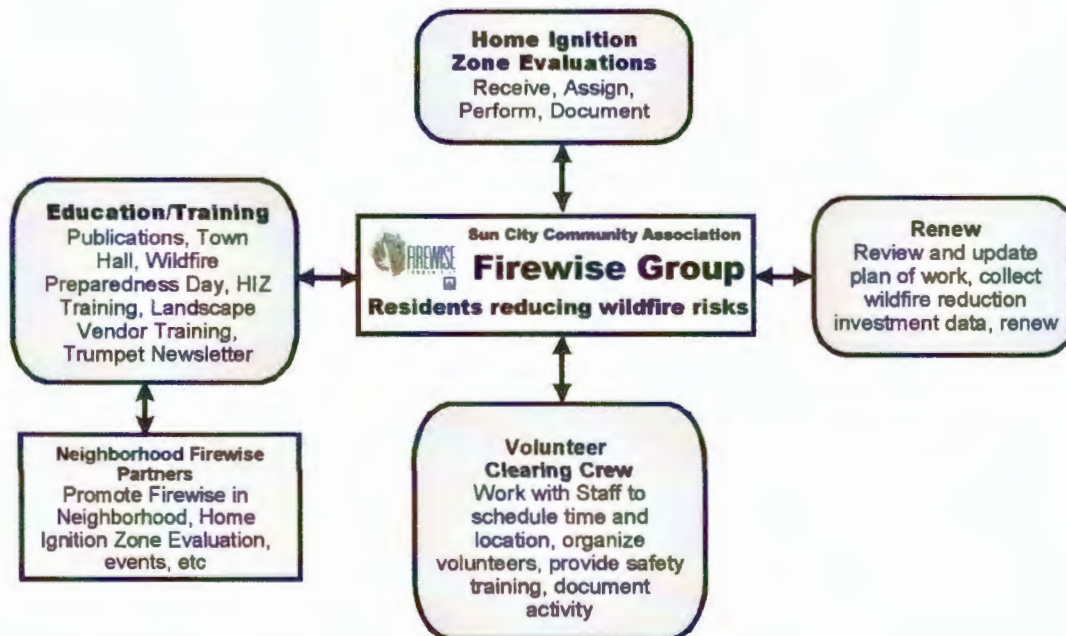 Home Ignition
Zone Evaluations
Receive, Assign,
Perform, Document
Education/Training
Publications, Town
Hall, Wildfire
Preparedness Day, HIZ
Training, Landscape
Vendor Training,
Trumpet Newsletter
FIREWISE
Sun City Community Association
Firewise Group
Residents reducing wildfire risks
Renew
Review and update
plan of work, collect
wildfire reduction
investment data, renew
Neighborhood Firewise
Partners
Promote Firewise in
Neighborhood, Home
Ignition Zone Evaluation,
events, etc
Volunteer
Clearing Crew
Work with Staff to
schedule time and
location, organize
volunteers, provide safety
training, document
activity